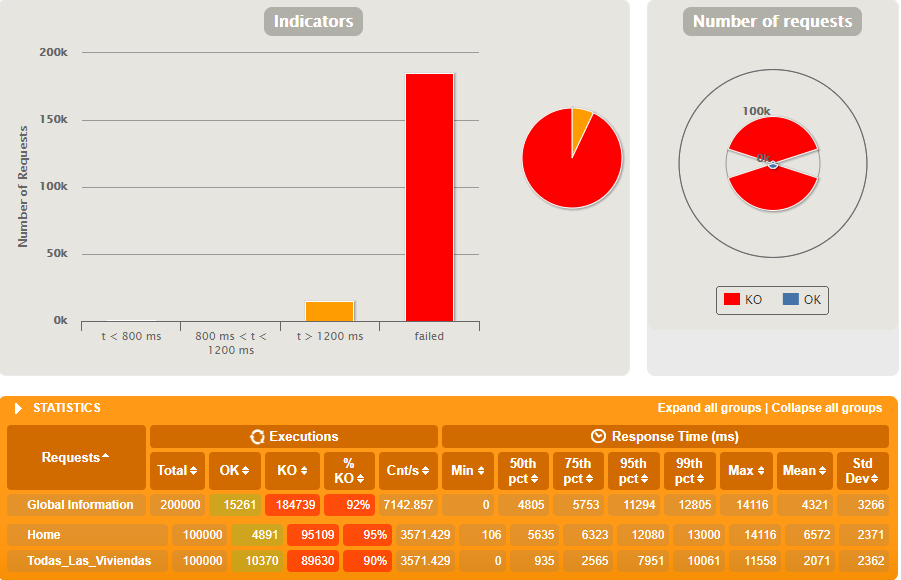 Indicators
Number of Requests
200k
150k
100k
50k
0k
t < 800 ms
800 ms < t <
1200 ms
t > 1200 ms
failed
Number of requests
100k
0k
KO OK
STATISTICS Expand all groups | Collapse all groups
Requests Executions Response Time (ms)
Total OK KO % KO Cnt/s Min 50th pct 75th pct 95th pct 99th pct Max Mean Std Dev
Global Information 200000 15261 184739 92% 7142.857 0 4805 5753 11294 12805 14116 4321 3266
Home 100000 4891 95109 95% 3571.429 106 5635 6323 12080 13000 14116 6572 2371
Todas_Las_Viviendas 100000 10370 89630 90% 3571.429 0 935 2565 7951 10061 11558 2071 2362